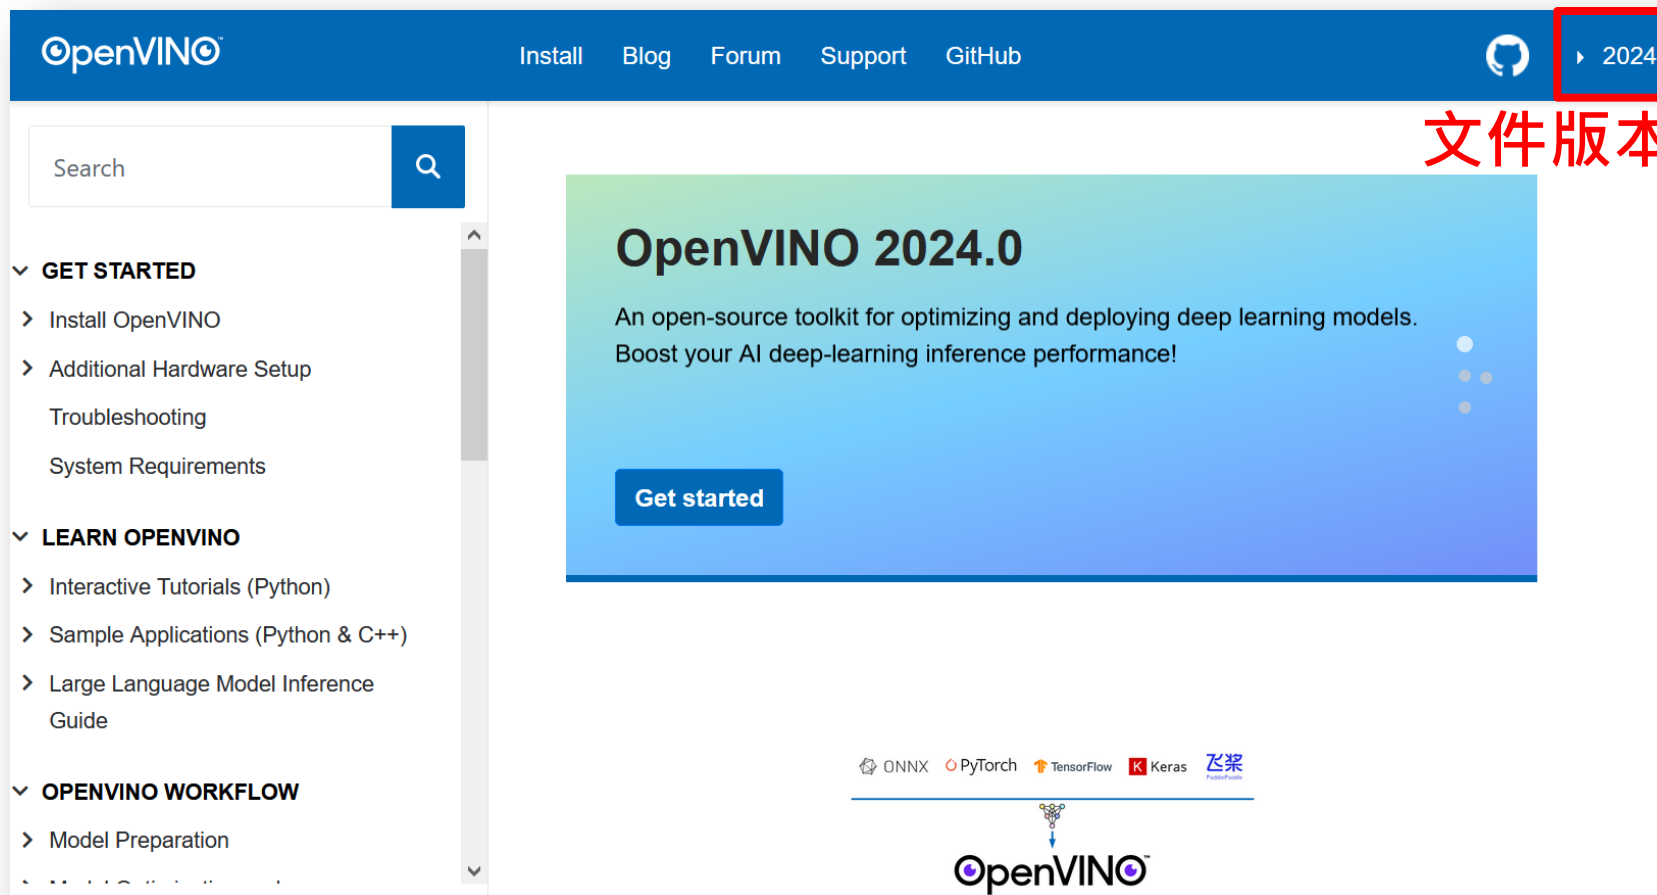 OpenVINO™
Install Blog Forum Support GitHub
2024
文件版本
Search
GET STARTED
Install OpenVINO
Additional Hardware Setup
Troubleshooting
System Requirements
LEARN OPENVINO
Interactive Tutorials (Python)
Sample Applications (Python & C++)
Large Language Model Inference
Guide
OPENVINO WORKFLOW
Model Preparation
OpenVINO 2024.0
An open-source toolkit for optimizing and deploying deep learning models.
Boost your AI deep-learning inference performance!
Get started
ONNX PyTorch TensorFlow K Keras 飞桨
PaddlePaddle
OpenVINO™